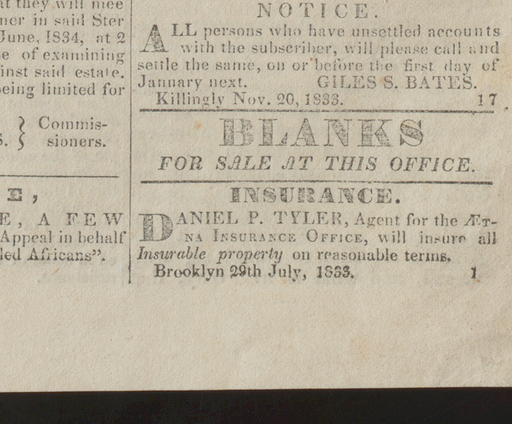 at they will mee
ner in said Ster
June, 1834, at 2
e of examining
inst said estate.
eing limited for
Commis-
s. sioners.
E,
E, A FEW
Appeal in behalf
led Africans".
NOTICE.
ALL persons who have unsettled accounts
with the subscriber, will please call and
settle the same, on or before the first day of
January next. GILES S. BATES.
Killingly Nov. 20, 1833. 17
BLANKS
FOR SALE AT THIS OFFICE.
INSURANCE.
DANIEL P. TYLER, Agent for the ÆT-
NA INSURANCE OFFICE, will insure all
Insurable property on reasonable terms.
Brooklyn 29th July, 1833. 1